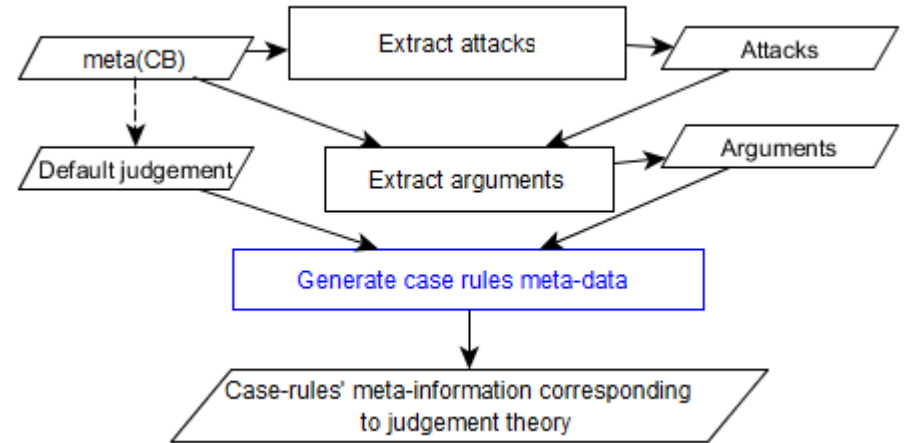 Extract attacks
meta(CB)
Attacks
Default judgement
Extract arguments
Arguments
Generate case rules meta-data
Case-rules' meta-information corresponding
to judgement theory